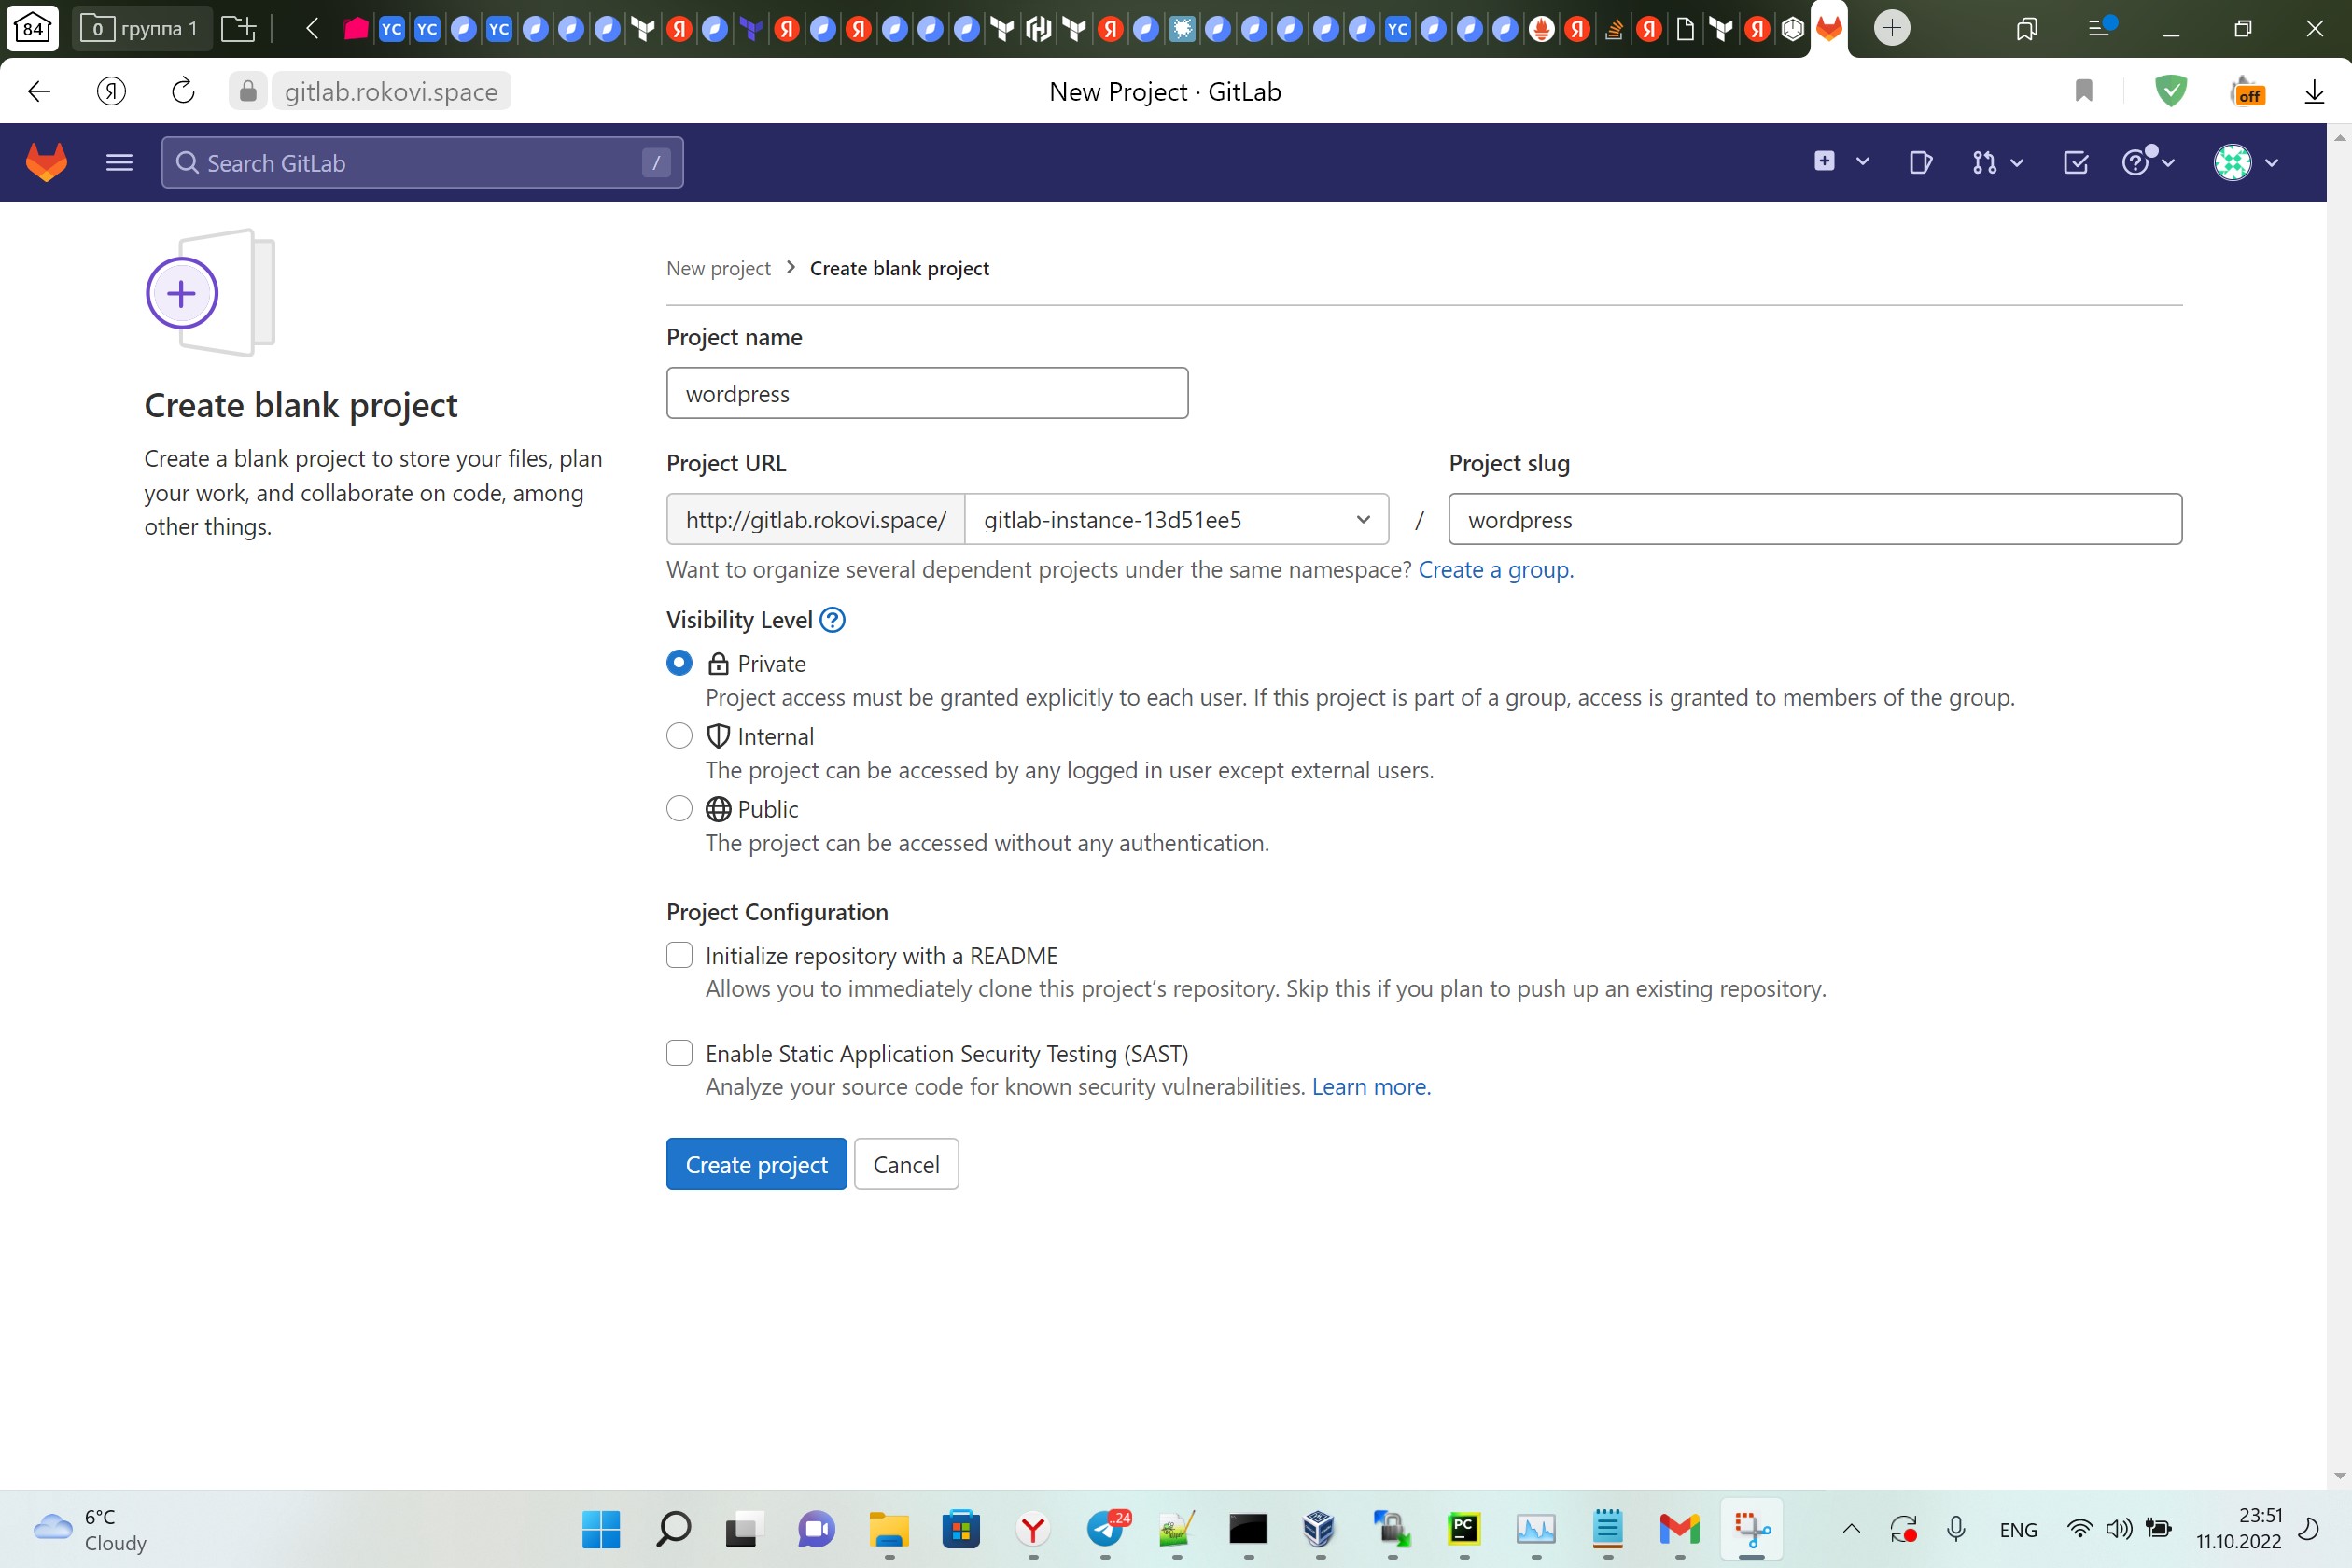 84
0 группа 1
YC YC YC Я Я Я Я YC Я Я Я
Я gitlab.rokovi.space New Project · GitLab off
Search GitLab /
New project > Create blank project
Create blank project
Create a blank project to store your files, plan
your work, and collaborate on code, among
other things.
Project name
wordpress
Project URL
Project slug
http://gitlab.rokovi.space/ gitlab-instance-13d51ee5 / wordpress
Want to organize several dependent projects under the same namespace? Create a group.
Visibility Level ?
Private
Project access must be granted explicitly to each user. If this project is part of a group, access is granted to members of the group.
Internal
The project can be accessed by any logged in user except external users.
Public
The project can be accessed without any authentication.
Project Configuration
Initialize repository with a README
Allows you to immediately clone this project’s repository. Skip this if you plan to push up an existing repository.
Enable Static Application Security Testing (SAST)
Analyze your source code for known security vulnerabilities. Learn more.
Create project Cancel
6°C
Cloudy
..24
PC
ENG
23:51
11.10.2022